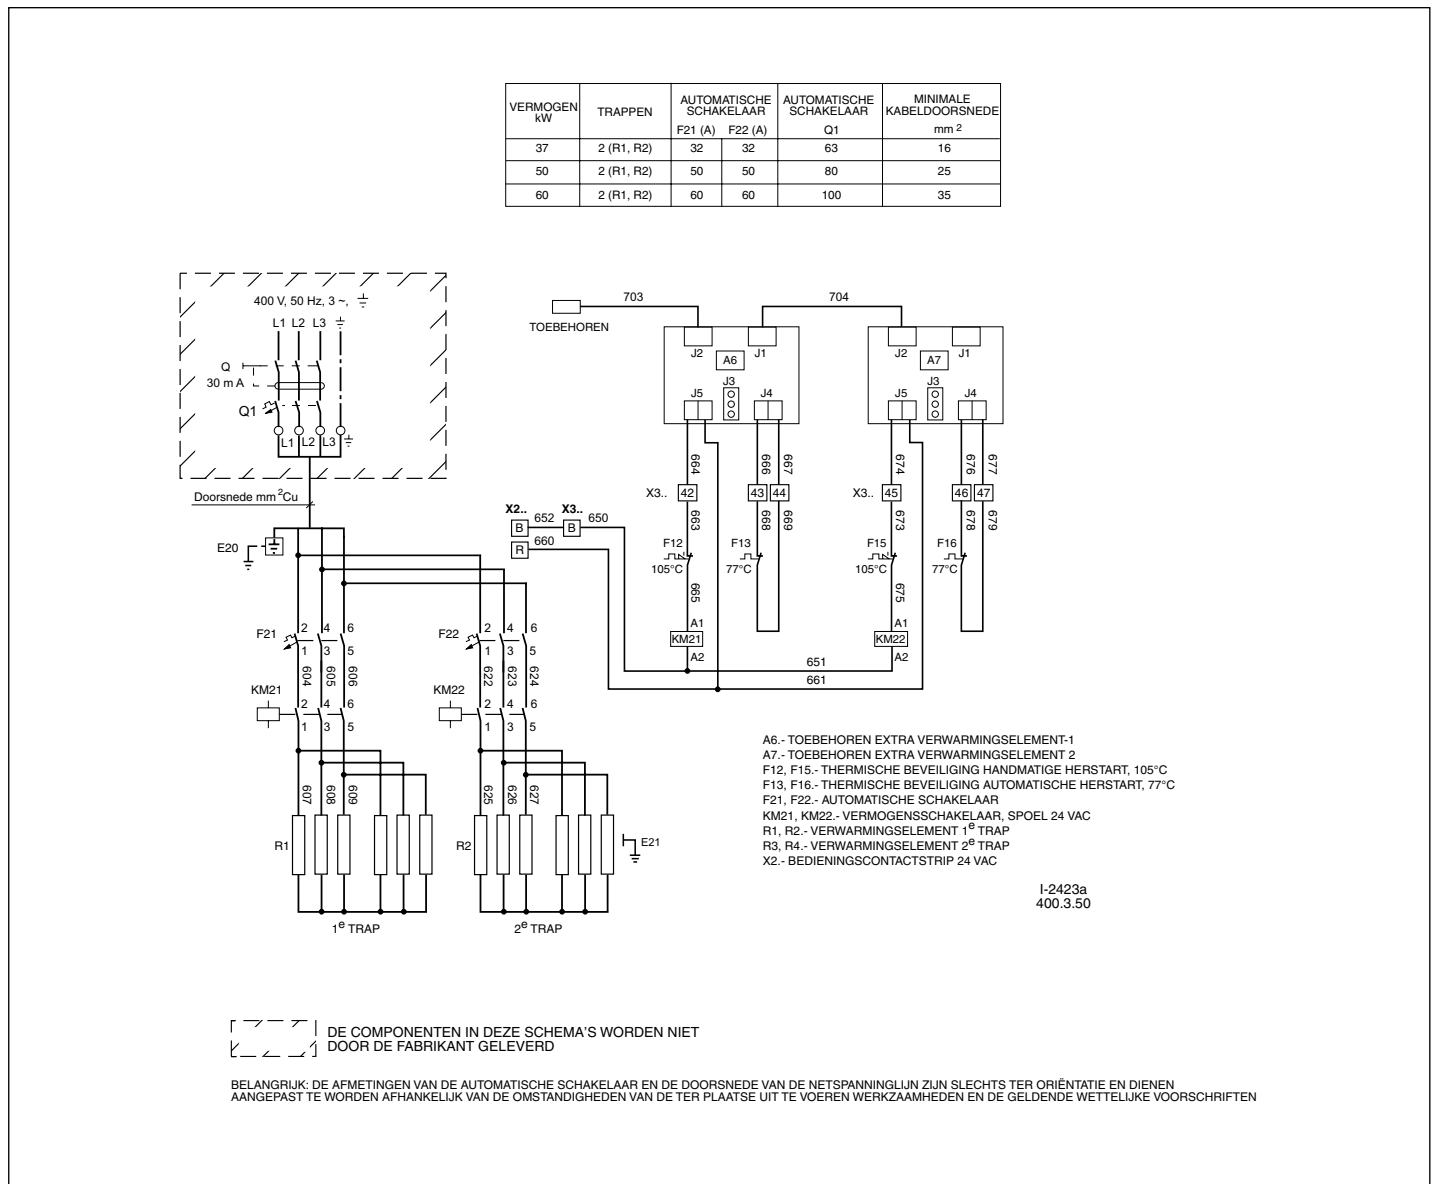 VERMOGEN kW TRAPPEN AUTOMATISCHE SCHAKELAAR F21 (A) F22 (A) AUTOMATISCHE SCHAKELAAR Q1 MINIMALE KABELDOORSNEDE mm 2
37 2 (R1, R2) 32 32 63 16
50 2 (R1, R2) 50 50 80 25
60 2 (R1, R2) 60 60 100 35
400 V, 50 Hz, 3 ~,
L1 L2 L3
Q
30 m A
Q1
L1 L2 L3
Doorsnede mm 2 Cu
E20
TOEBEHOREN
703
704
J2 J1
A6
J3
J5 J4
J2 J1
A7
J3
J5 J4
664 666 667
X3.. 42 43 44
663 668 669
F12 F13
105°C 77°C
665
A1
KM21
A2
674 676 677
X3.. 45 46 47
673 678 679
F15 F16
105°C 77°C
675
A1
KM22
A2
X2.. X3..
B 652 B 650
R 660
651
661
F21 2 4 6
1 3 5
604 605 606
KM21 2 4 6
1 3 5
607 608 609
R1
1e TRAP
F22 2 4 6
1 3 5
622 623 624
KM22 2 4 6
1 3 5
625 626 627
R2
E21
2e TRAP
A6.- TOEBEHOREN EXTRA VERWARMINGSELEMENT-1
A7.- TOEBEHOREN EXTRA VERWARMINGSELEMENT 2
F12, F15.- THERMISCHE BEVEILIGING HANDMATIGE HERSTART, 105°C
F13, F16.- THERMISCHE BEVEILIGING AUTOMATISCHE HERSTART, 77°C
F21, F22.- AUTOMATISCHE SCHAKELAAR
KM21, KM22.- VERMOGENSSCHAKELAAR, SPOEL 24 VAC
R1, R2.- VERWARMINGSELEMENT 1e TRAP
R3, R4.- VERWARMINGSELEMENT 2e TRAP
X2.- BEDIENINGSCONTACTSTRIP 24 VAC
I-2423a
400.3.50
DE COMPONENTEN IN DEZE SCHEMA'S WORDEN NIET
DOOR DE FABRIKANT GELEVERD
BELANGRIJK: DE AFMETINGEN VAN DE AUTOMATISCHE SCHAKELAAR EN DE DOORSNEDE VAN DE NETSPANNINGLIJN ZIJN SLECHTS TER ORIËNTATIE EN DIENEN
AANGEPAST TE WORDEN AFHANKELIJK VAN DE OMSTANDIGHEDEN VAN DE TER PLAATSE UIT TE VOEREN WERKZAAMHEDEN EN DE GELDENDE WETTELIJKE VOORSCHRIFTEN